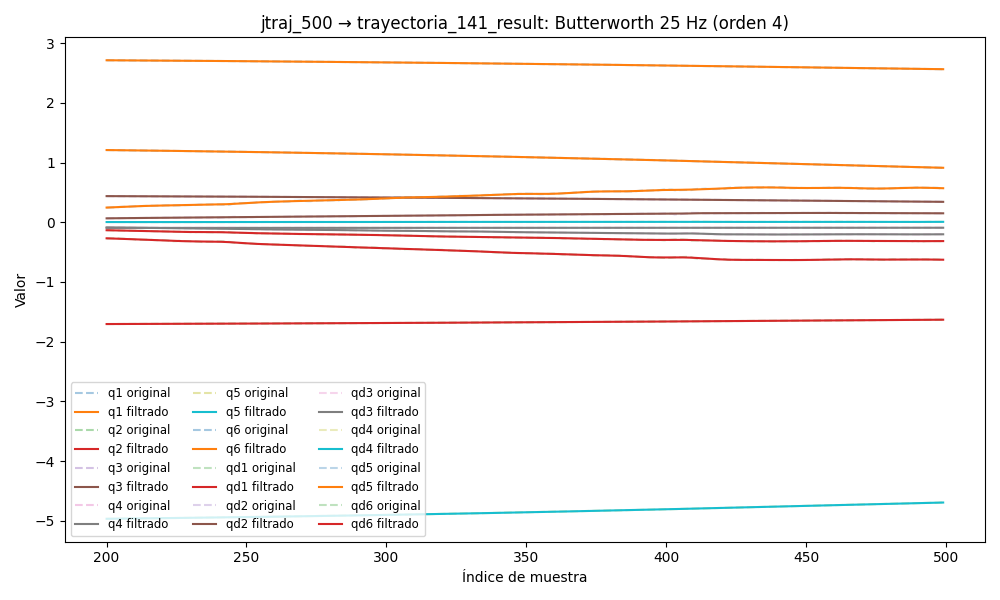 jtraj_500 → trayectoria_141_result: Butterworth 25 Hz (orden 4)
3
2
1
0
−1
−2
−3
−4
−5
Valor
q1 original
q1 filtrado
q2 original
q2 filtrado
q3 original
q3 filtrado
q4 original
q4 filtrado
q5 original
q5 filtrado
q6 original
q6 filtrado
qd1 original
qd1 filtrado
qd2 original
qd2 filtrado
qd3 original
qd3 filtrado
qd4 original
qd4 filtrado
qd5 original
qd5 filtrado
qd6 original
qd6 filtrado
200 250 300 350 400 450 500
Índice de muestra